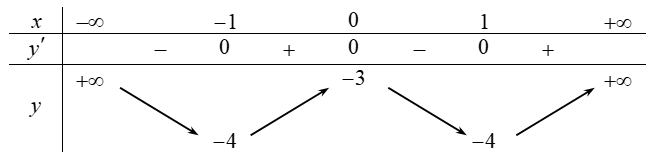 x −∞ −1 0 1 +∞
y′ − 0 + 0 − 0 +
+∞ −3 +∞
y
−4 −4